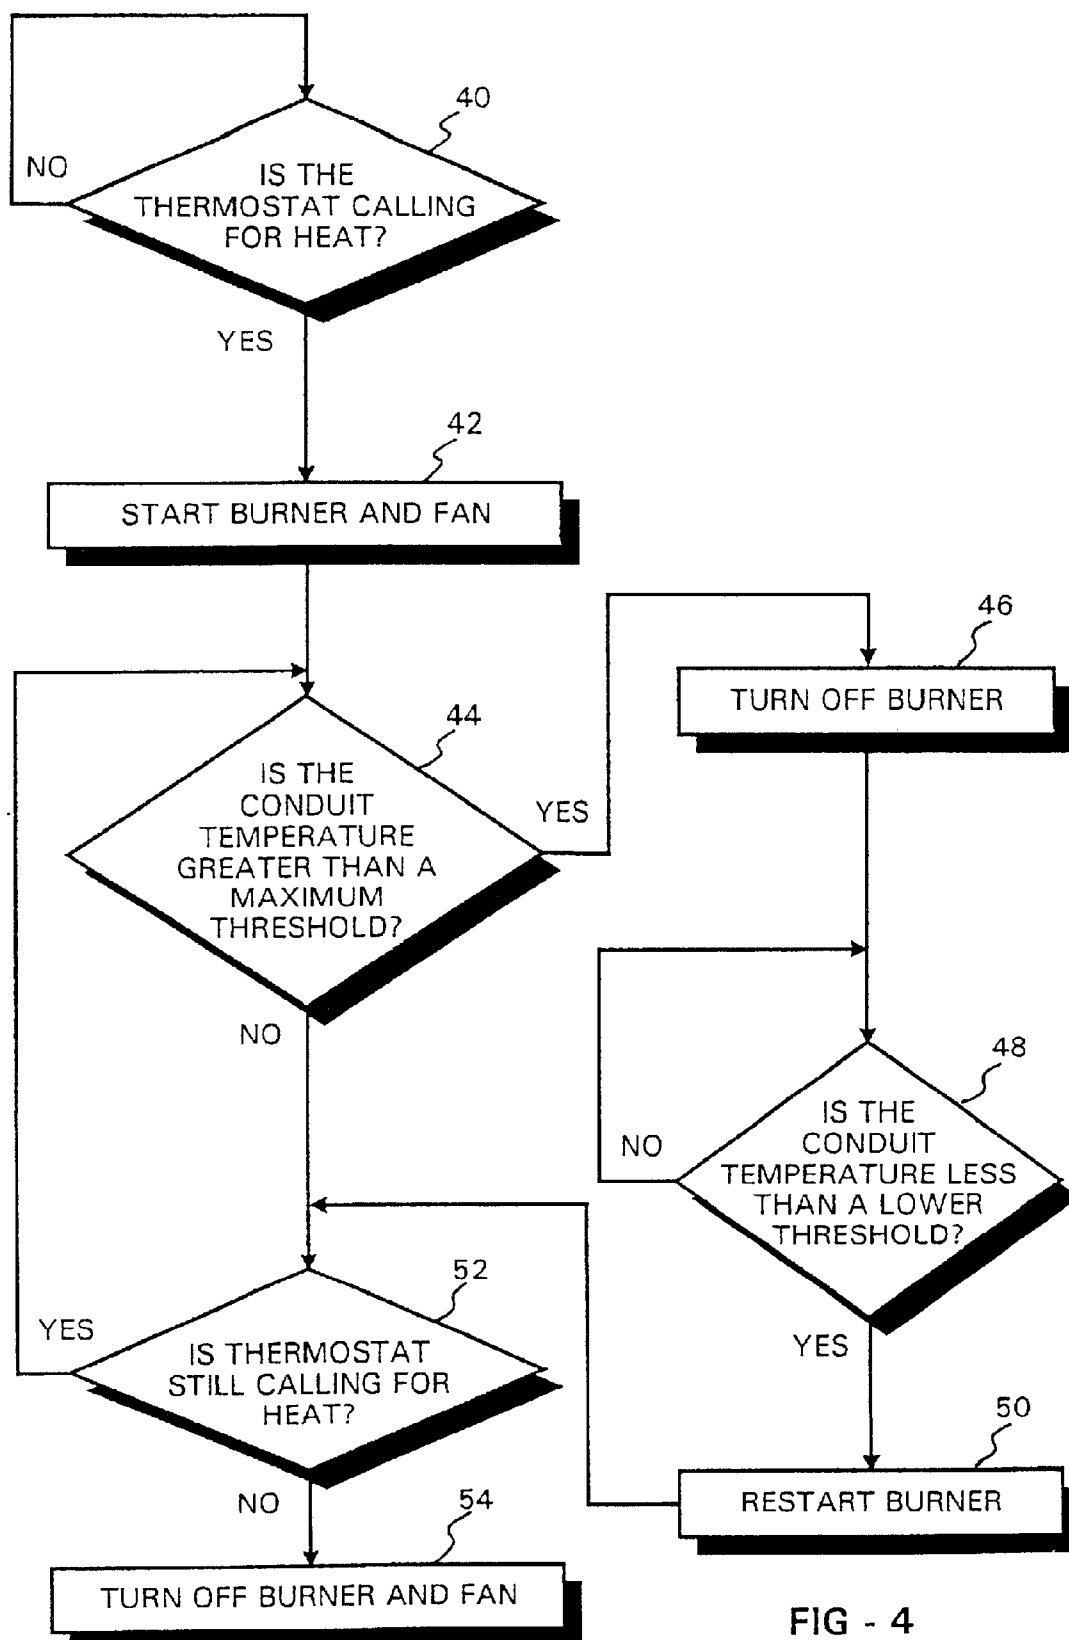 40
NO
IS THE
THERMOSTAT CALLING
FOR HEAT?
YES
42
START BURNER AND FAN
46
TURN OFF BURNER
44
IS THE
CONDUIT
TEMPERATURE
GREATER THAN A
MAXIMUM
THRESHOLD?
YES
NO
48
IS THE
CONDUIT
TEMPERATURE LESS
THAN A LOWER
THRESHOLD?
NO
YES
52
YES
IS THERMOSTAT
STILL CALLING FOR
HEAT?
NO
50
RESTART BURNER
54
TURN OFF BURNER AND FAN
FIG - 4